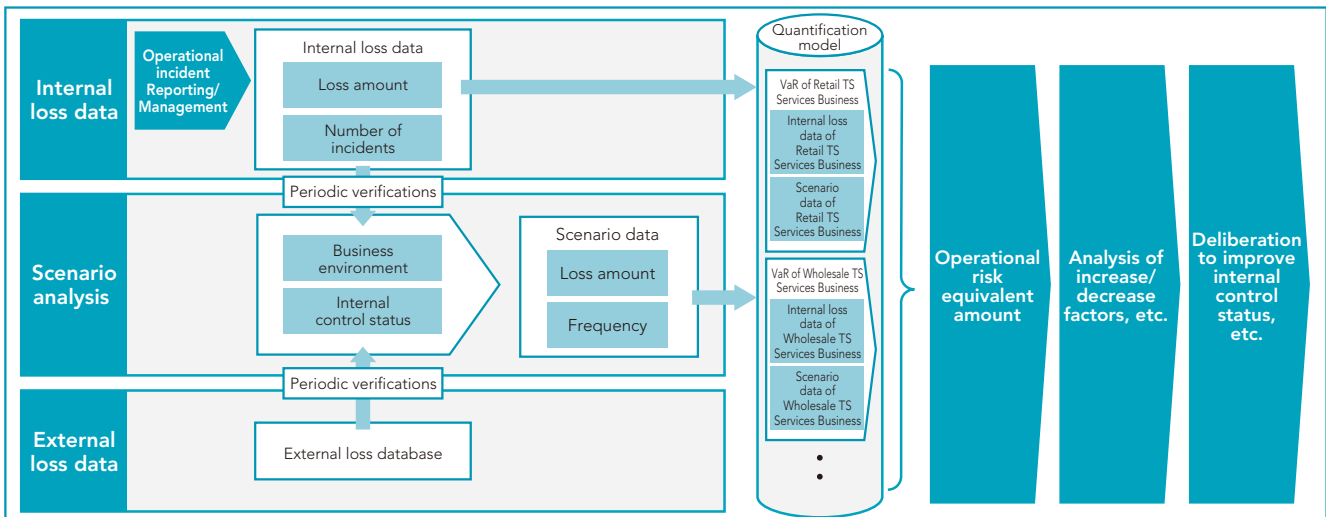 Internal
loss data
Operational
incident
Reporting/
Management
Internal loss data
Loss amount
Number of
incidents
Periodic verifications
Scenario
analysis
Business
environment
Internal
control status
Scenario data
Loss amount
Frequency
Periodic verifications
External
loss data
External loss database
Quantification
model
VaR of Retail TS
Services Business
Internal loss
data of
Retail TS
Services Business
Scenario
data of
Retail TS
Services Business
VaR of Wholesale TS
Services Business
Internal loss
data of
Wholesale TS
Services Business
Scenario
data of
Wholesale TS
Services Business
Operational
risk
equivalent
amount
Analysis of
increase/
decrease
factors, etc.
Deliberation
to improve
internal
control
status,
etc.